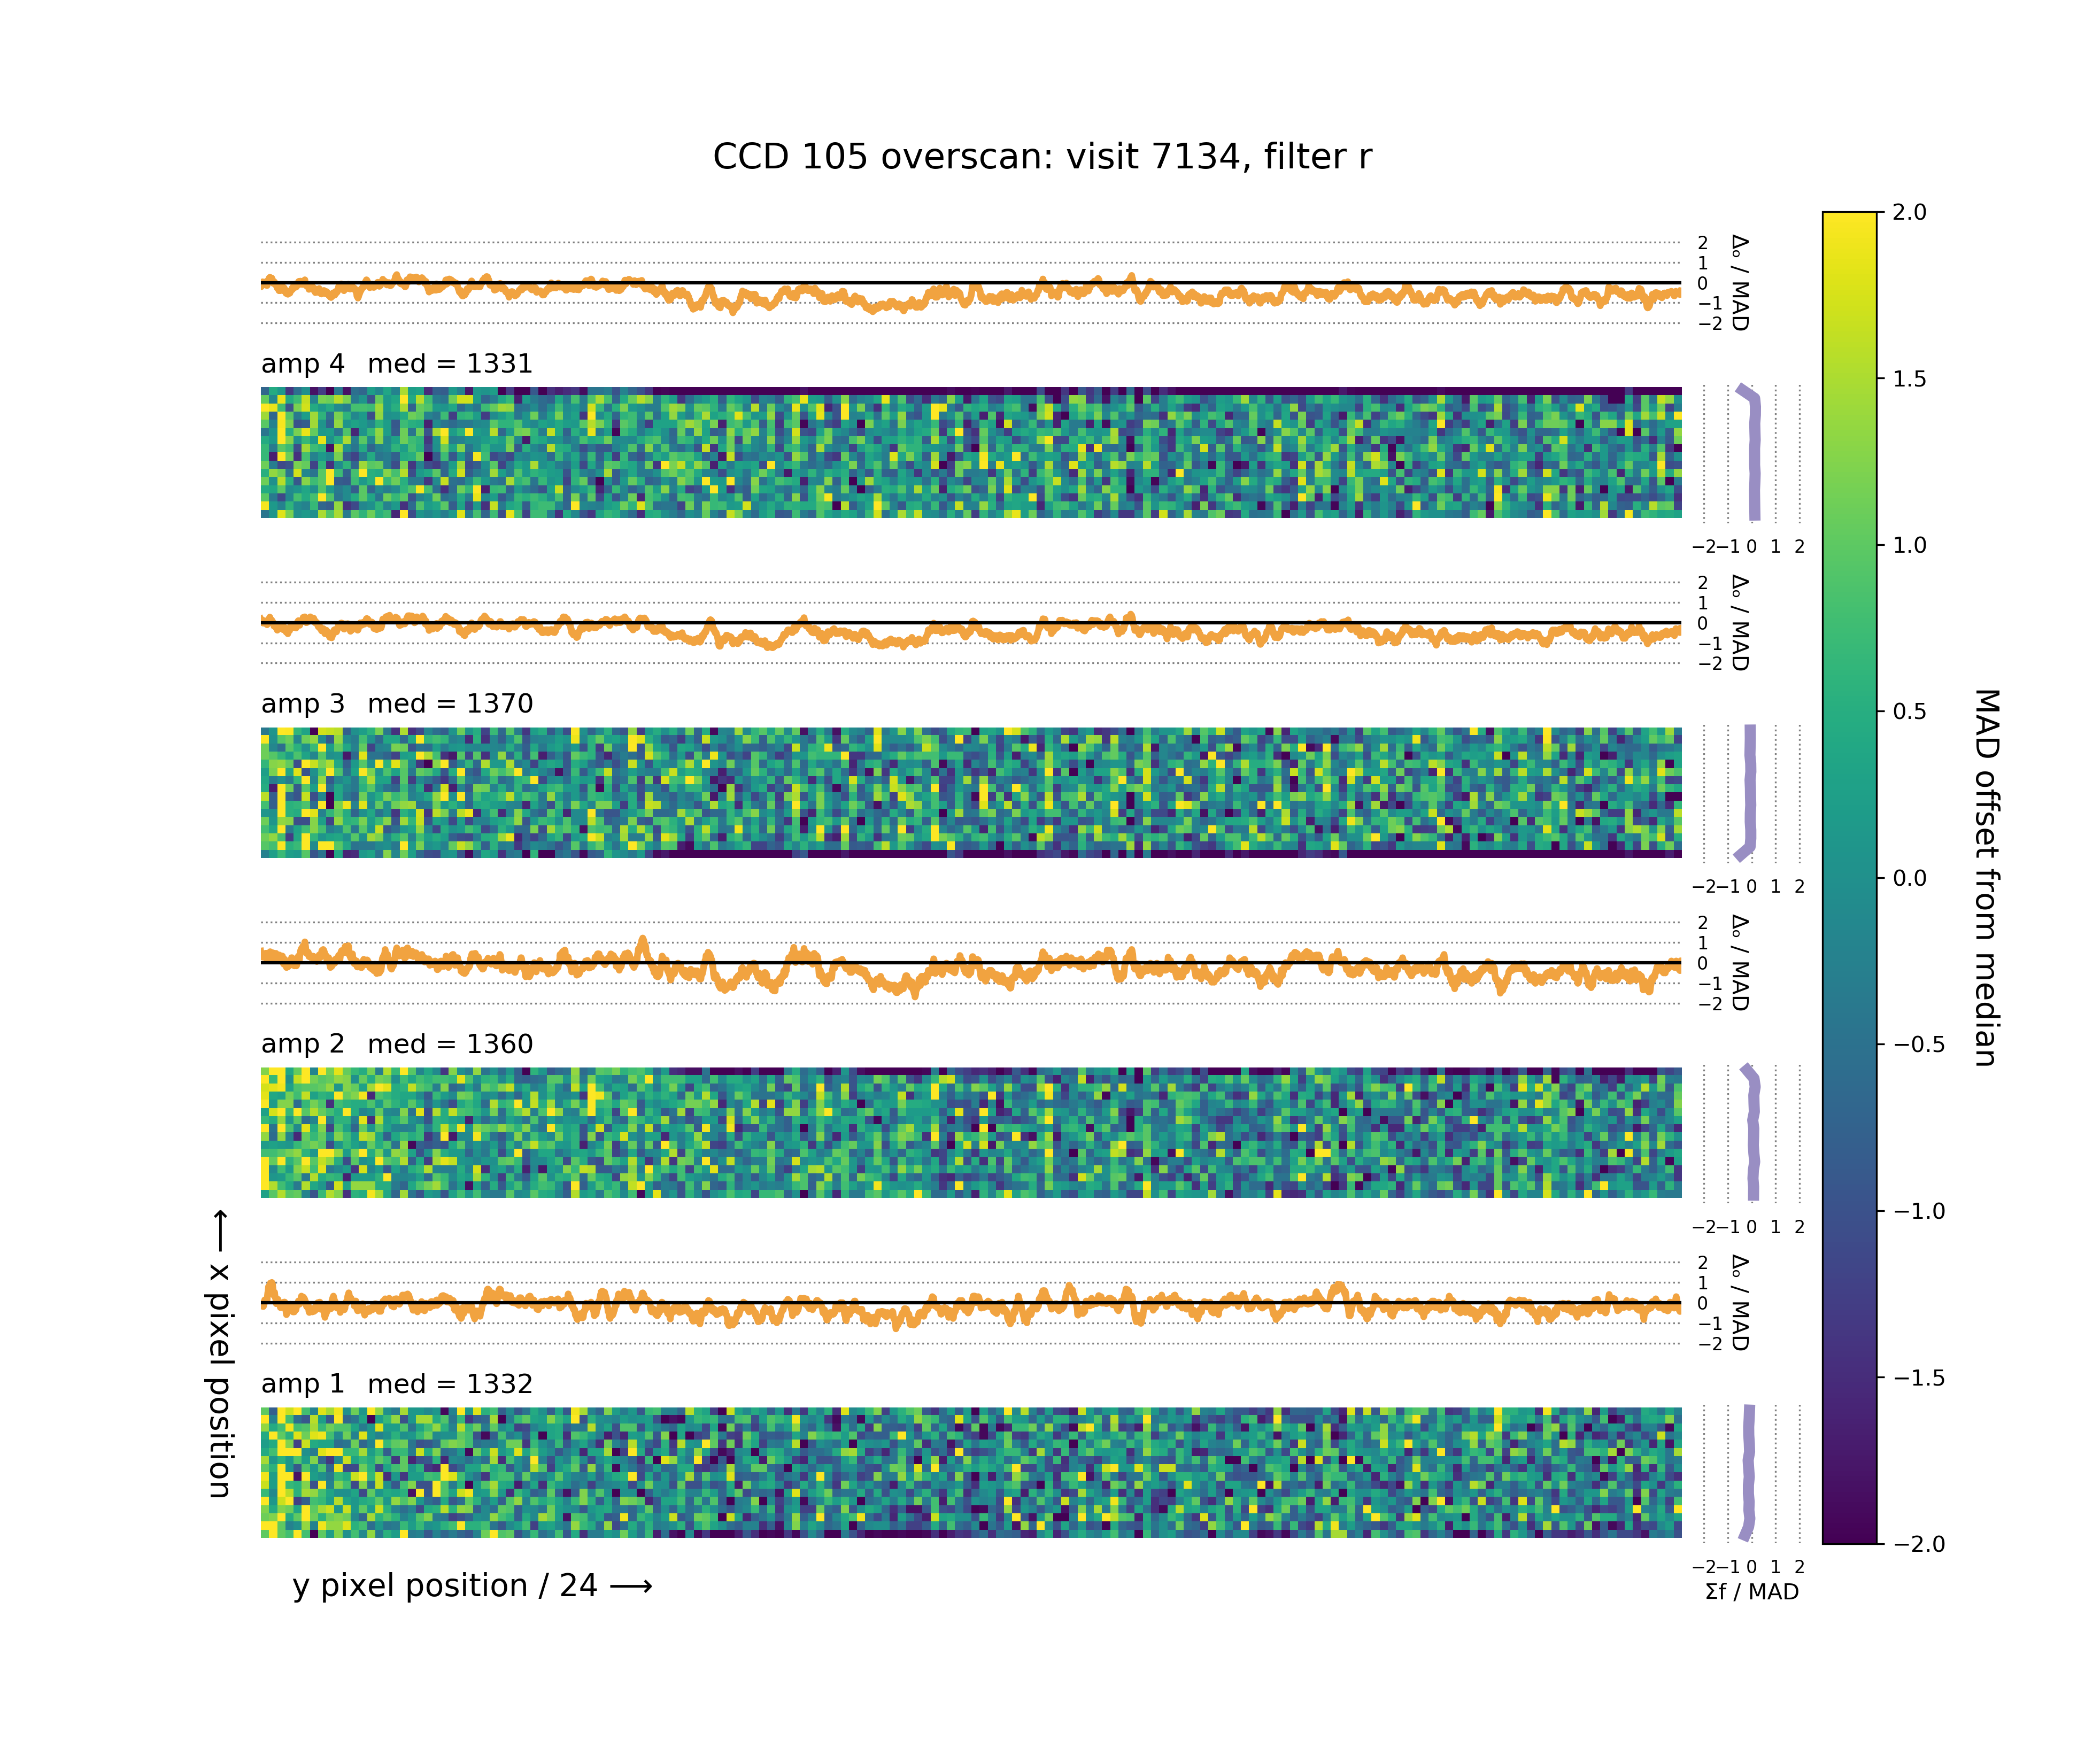 CCD 105 overscan: visit 7134, filter r
2
1
0
−1
−2
Δₒ / MAD
amp 4 med = 1331
−2 −1 0 1 2
2
1
0
−1
−2
Δₒ / MAD
amp 3 med = 1370
−2 −1 0 1 2
2
1
0
−1
−2
Δₒ / MAD
amp 2 med = 1360
−2 −1 0 1 2
2
1
0
−1
−2
Δₒ / MAD
amp 1 med = 1332
−2 −1 0 1 2
Σf / MAD
⟵ x pixel position
y pixel position / 24 ⟶
2.0
1.5
1.0
0.5
0.0
−0.5
−1.0
−1.5
−2.0
MAD offset from median